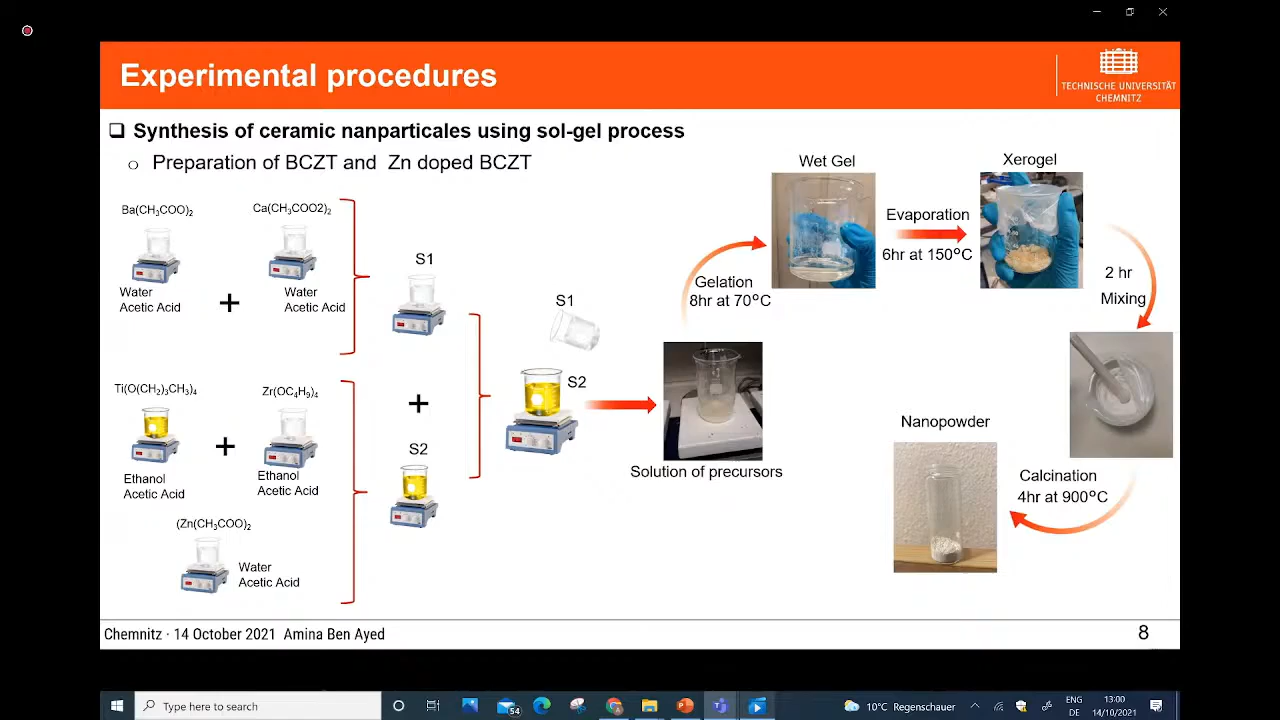 Experimental procedures
TECHNISCHE UNIVERSITÄT
CHEMNITZ
❑ Synthesis of ceramic nanparticales using sol-gel process
o Preparation of BCZT and Zn doped BCZT
Ba(CH₃COO)₂
Water
Acetic Acid
+
Ca(CH₃COO2)₂
Water
Acetic Acid
S1
Ti(O(CH₂)₃CH₃)₄
Ethanol
Acetic Acid
+
Zr(OC₄H₉)₄
Ethanol
Acetic Acid
(Zn(CH₃COO)₂
Water
Acetic Acid
+
S2
S1
S2
Solution of precursors
Gelation
8hr at 70°C
Wet Gel
Evaporation
6hr at 150°C
Xerogel
2 hr
Mixing
Calcination
4hr at 900°C
Nanopowder
Chemnitz · 14 October 2021 Amina Ben Ayed
8
Type here to search
54
10°C Regenschauer
ENG
DE
13:00
14/10/2021